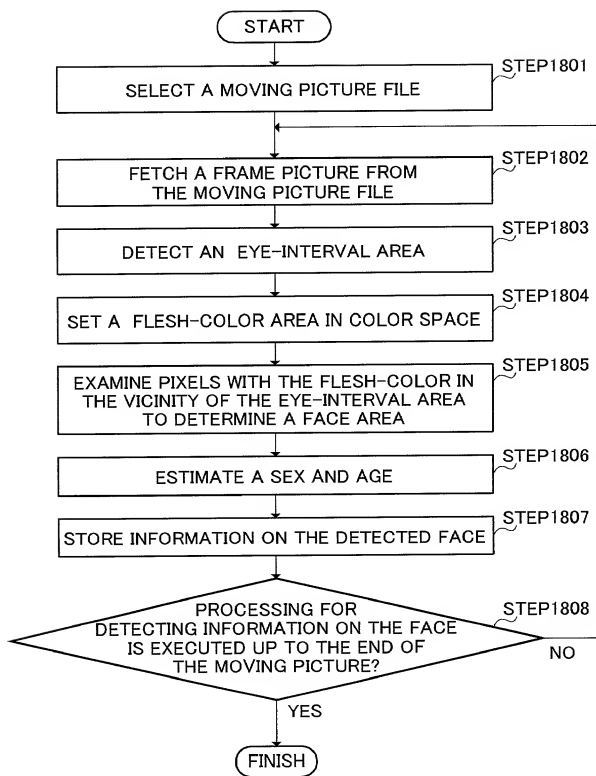 START
STEP1801
SELECT A MOVING PICTURE FILE
STEP1802
FETCH A FRAME PICTURE FROM
THE MOVING PICTURE FILE
STEP1803
DETECT AN EYE-INTERVAL AREA
STEP1804
SET A FLESH-COLOR AREA IN COLOR SPACE
STEP1805
EXAMINE PIXELS WITH THE FLESH-COLOR IN
THE VICINITY OF THE EYE-INTERVAL AREA
TO DETERMINE A FACE AREA
STEP1806
ESTIMATE A SEX AND AGE
STEP1807
STORE INFORMATION ON THE DETECTED FACE
STEP1808
PROCESSING FOR
DETECTING INFORMATION ON THE FACE
IS EXECUTED UP TO THE END OF
THE MOVING PICTURE?
NO
YES
FINISH